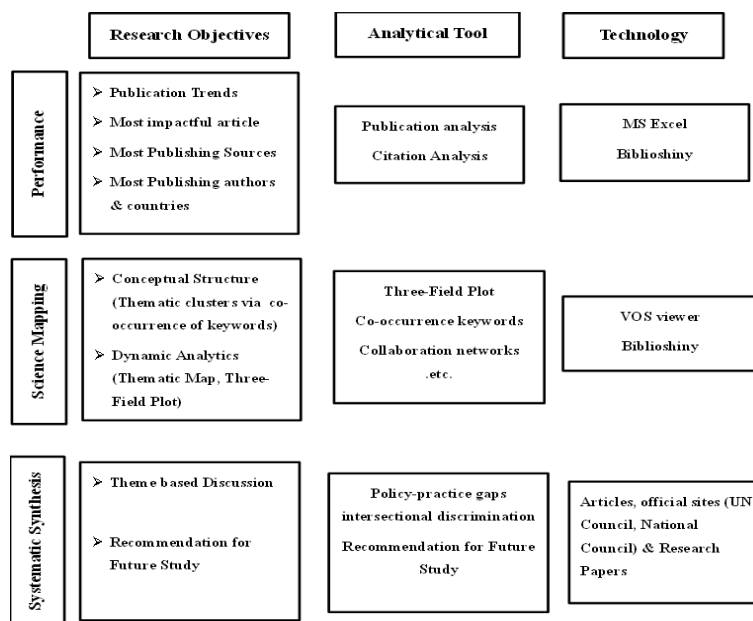 Research Objectives
Analytical Tool
Technology
Performance
➢ Publication Trends
➢ Most impactful article
➢ Most Publishing Sources
➢ Most Publishing authors
& countries
Publication analysis
Citation Analysis
MS Excel
Biblioshiny
Science Mapping
➢ Conceptual Structure
(Thematic clusters via co-
occurrence of keywords)
➢ Dynamic Analytics
(Thematic Map, Three-
Field Plot)
Three-Field Plot
Co-occurrence keywords
Collaboration networks
.etc.
VOS viewer
Biblioshiny
Systematic Synthesis
➢ Theme based Discussion
➢ Recommendation for
Future Study
Policy-practice gaps
intersectional discrimination
Recommendation for Future
Study
Articles, official sites (UN
Council, National
Council) & Research
Papers